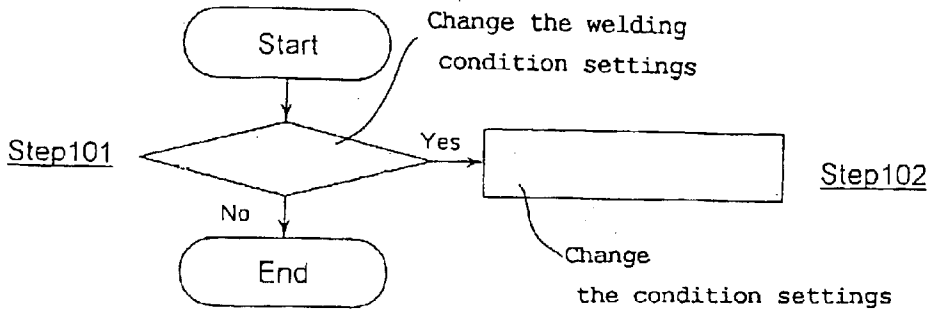 Start
Change the welding
condition settings
Step101
Yes
Step102
No
End
Change
the condition settings